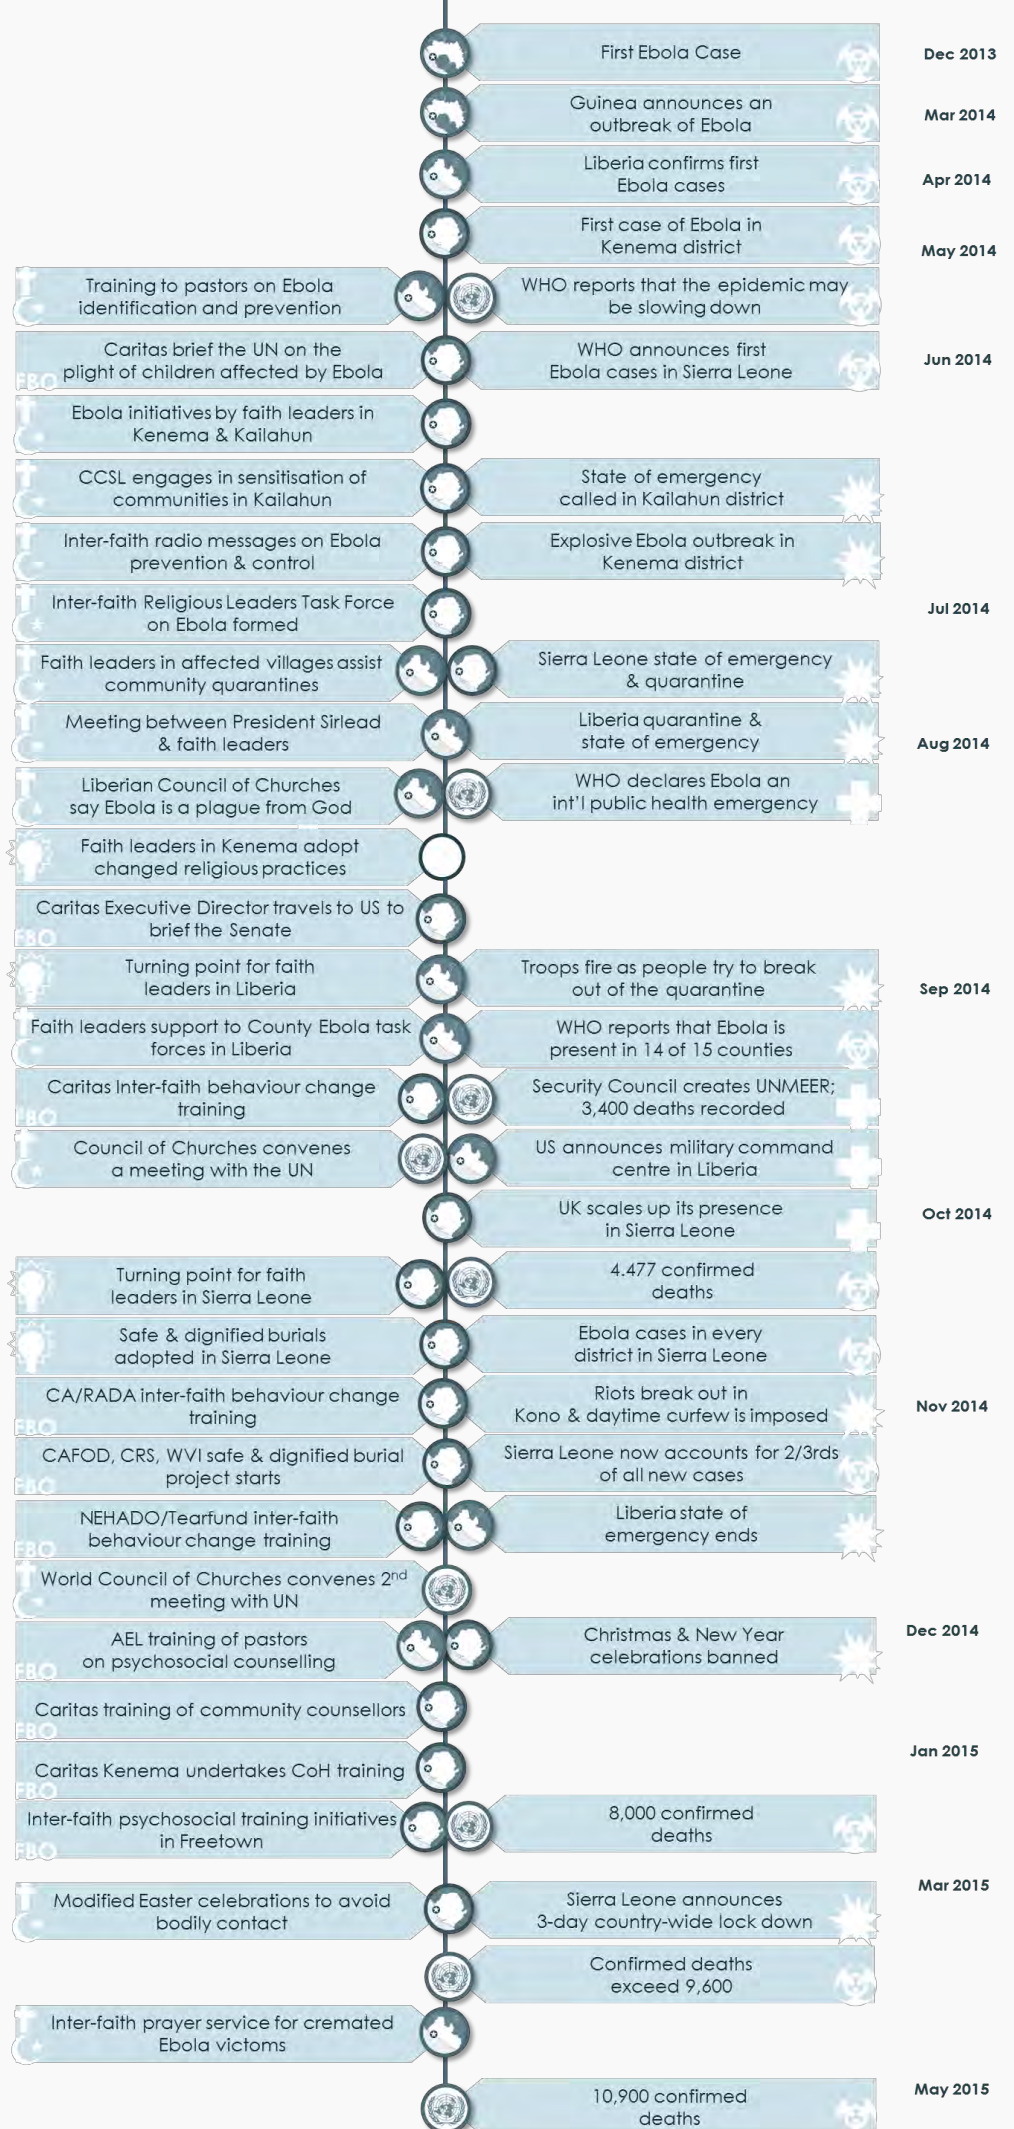 First Ebola Case
Dec 2013
Guinea announces an
outbreak of Ebola
Mar 2014
Liberia confirms first
Ebola cases
Apr 2014
First case of Ebola in
Kenema district
May 2014
Training to pastors on Ebola
identification and prevention
WHO reports that the epidemic may
be slowing down
Caritas brief the UN on the
plight of children affected by Ebola
FBO
WHO announces first
Ebola cases in Sierra Leone
Jun 2014
Ebola initiatives by faith leaders in
Kenema & Kailahun
CCSL engages in sensitisation of
communities in Kailahun
State of emergency
called in Kailahun district
Inter-faith radio messages on Ebola
prevention & control
Explosive Ebola outbreak in
Kenema district
Inter-faith Religious Leaders Task Force
on Ebola formed
Jul 2014
Faith leaders in affected villages assist
community quarantines
Sierra Leone state of emergency
& quarantine
Meeting between President Sirlead
& faith leaders
Liberia quarantine &
state of emergency
Aug 2014
Liberian Council of Churches
say Ebola is a plague from God
WHO declares Ebola an
int'l public health emergency
Faith leaders in Kenema adopt
changed religious practices
Caritas Executive Director travels to US to
brief the Senate
FBO
Turning point for faith
leaders in Liberia
Troops fire as people try to break
out of the quarantine
Sep 2014
Faith leaders support to County Ebola task
forces in Liberia
WHO reports that Ebola is
present in 14 of 15 counties
Caritas Inter-faith behaviour change
training
FBO
Security Council creates UNMEER;
3,400 deaths recorded
Council of Churches convenes
a meeting with the UN
US announces military command
centre in Liberia
UK scales up its presence
in Sierra Leone
Oct 2014
Turning point for faith
leaders in Sierra Leone
4.477 confirmed
deaths
Safe & dignified burials
adopted in Sierra Leone
Ebola cases in every
district in Sierra Leone
CA/RADA inter-faith behaviour change
training
FBO
Riots break out in
Kono & daytime curfew is imposed
Nov 2014
CAFOD, CRS, WVI safe & dignified burial
project starts
FBO
Sierra Leone now accounts for 2/3rds
of all new cases
NEHADO/Tearfund inter-faith
behaviour change training
FBO
Liberia state of
emergency ends
World Council of Churches convenes 2nd
meeting with UN
AEL training of pastors
on psychosocial counselling
FBO
Christmas & New Year
celebrations banned
Dec 2014
Caritas training of community counsellors
FBO
Caritas Kenema undertakes CoH training
FBO
Jan 2015
Inter-faith psychosocial training initiatives
in Freetown
FBO
8,000 confirmed
deaths
Modified Easter celebrations to avoid
bodily contact
Sierra Leone announces
3-day country-wide lock down
Mar 2015
Confirmed deaths
exceed 9,600
Inter-faith prayer service for cremated
Ebola victoms
10,900 confirmed
deaths
May 2015